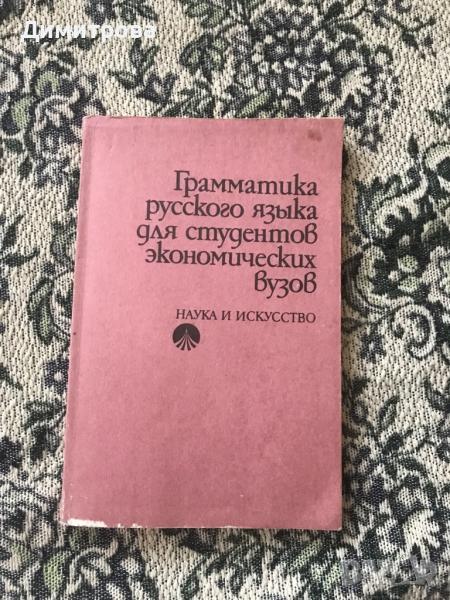 Димитрова
Грамматика
русского языка
для студентов
экономических
вузов
НАУКА И ИСКУССТВО